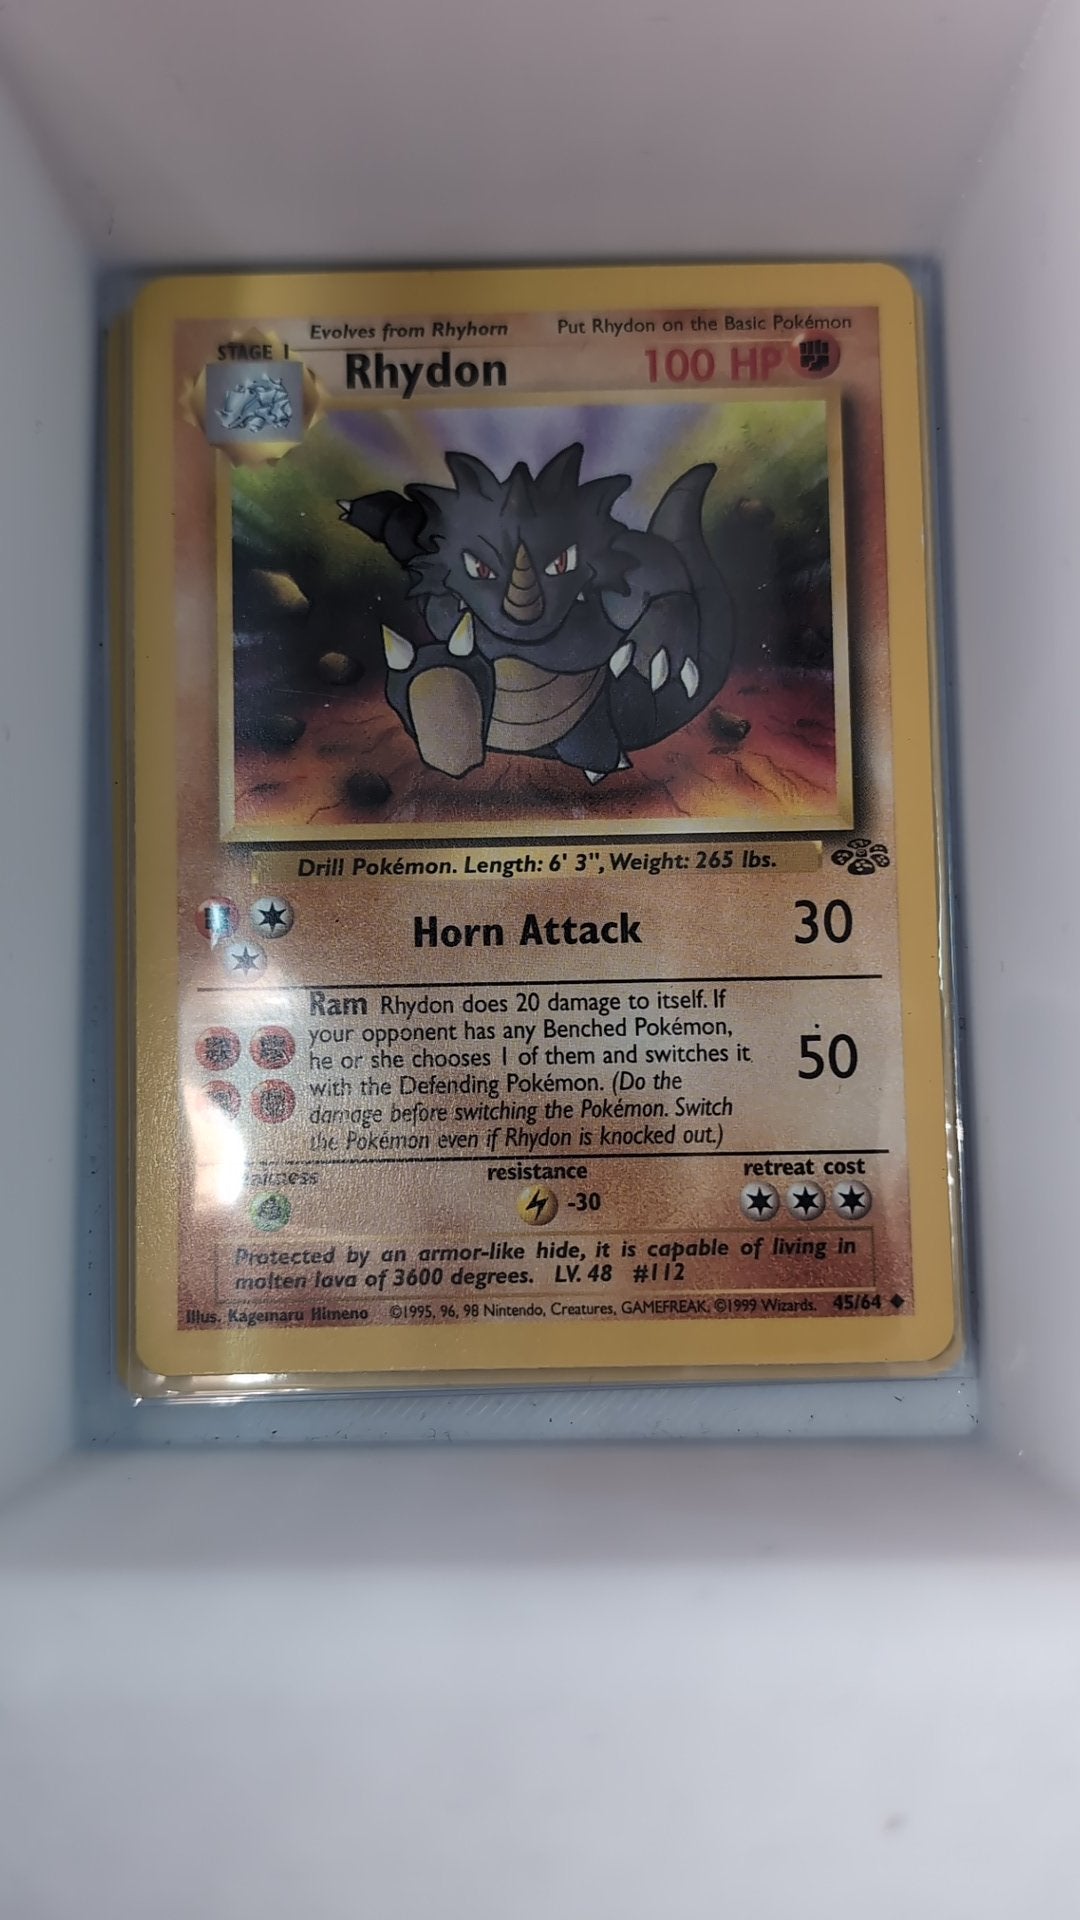 Evolves from Rhyhorn Put Rhydon on the Basic Pokémon
STAGE 1
Rhydon 100 HP
Drill Pokémon. Length: 6' 3", Weight: 265 lbs.
Horn Attack 30
Ram Rhydon does 20 damage to itself. If
your opponent has any Benched Pokémon,
he or she chooses 1 of them and switches it
with the Defending Pokémon. (Do the
damage before switching the Pokémon. Switch
the Pokémon even if Rhydon is knocked out.)
50
weakness resistance retreat cost
-30
Protected by an armor-like hide, it is capable of living in
molten lava of 3600 degrees. LV. 48 #112
Illus. Kagemaru Himeno ©1995, 96, 98 Nintendo, Creatures, GAMEFREAK. ©1999 Wizards. 45/64